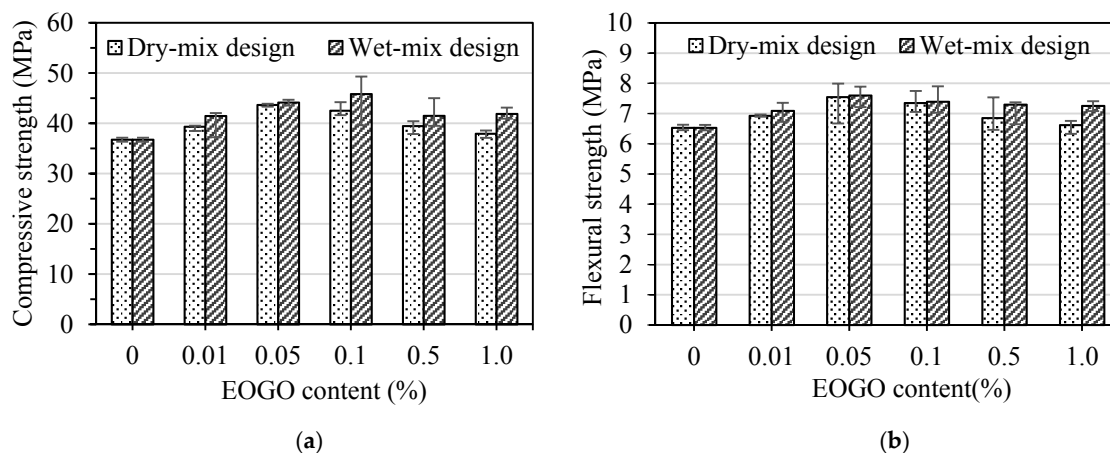 Compressive strength (MPa)
60
50
40
30
20
10
0
Dry-mix design Wet-mix design
0 0.01 0.05 0.1 0.5 1.0
EOGO content (%)
(a)
Flexural strength (MPa)
10
9
8
7
6
5
4
3
2
1
0
Dry-mix design Wet-mix design
0 0.01 0.05 0.1 0.5 1.0
EOGO content(%)
(b)